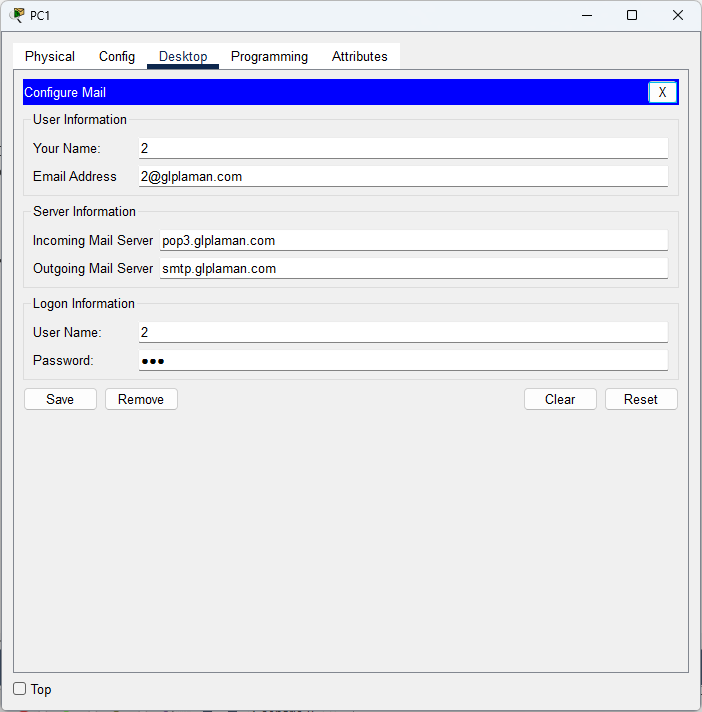 PC1
Physical Config Desktop Programming Attributes
Configure Mail X
User Information
Your Name: 2
Email Address 2@glplaman.com
Server Information
Incoming Mail Server pop3.glplaman.com
Outgoing Mail Server smtp.glplaman.com
Logon Information
User Name: 2
Password: ●●●
Save Remove Clear Reset
Top